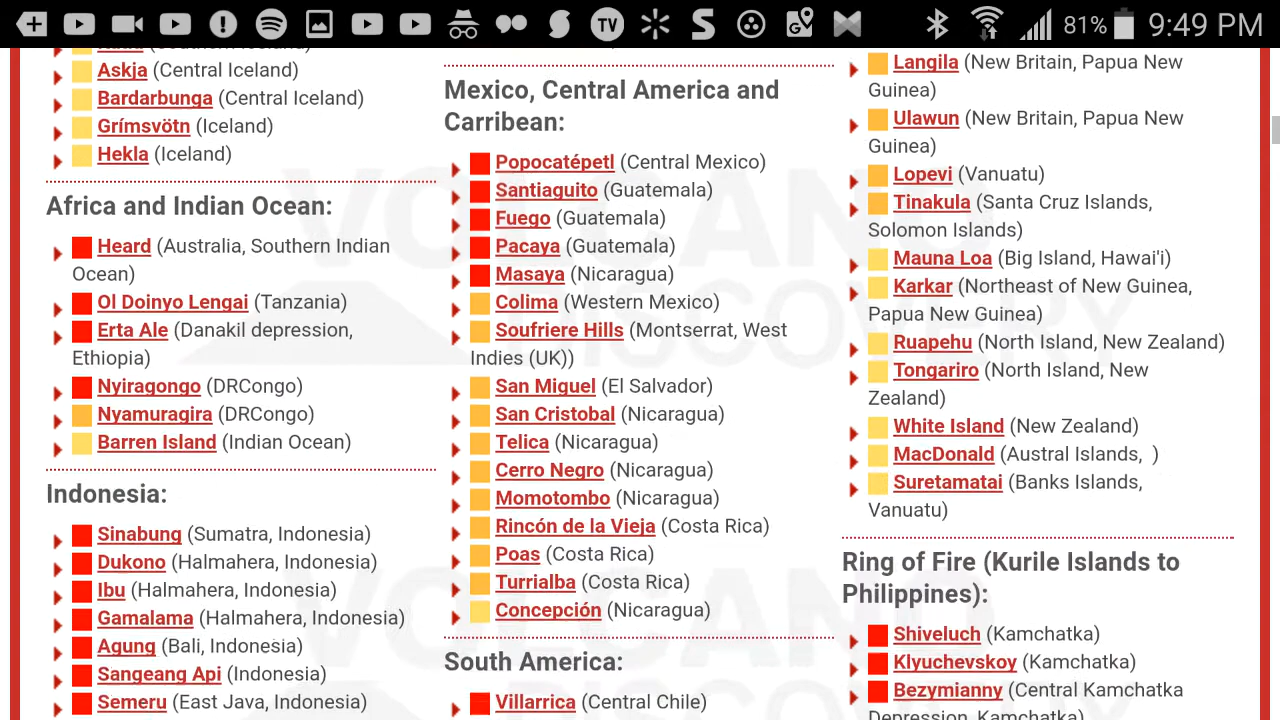 TV
G
81%
9:49 PM
Askja (Central Iceland)
Bardarbunga (Central Iceland)
Grímsvötn (Iceland)
Hekla (Iceland)
Africa and Indian Ocean:
Heard (Australia, Southern Indian
Ocean)
Ol Doinyo Lengai (Tanzania)
Erta Ale (Danakil depression,
Ethiopia)
Nyiragongo (DRCongo)
Nyamuragira (DRCongo)
Barren Island (Indian Ocean)
Indonesia:
Sinabung (Sumatra, Indonesia)
Dukono (Halmahera, Indonesia)
Ibu (Halmahera, Indonesia)
Gamalama (Halmahera, Indonesia)
Agung (Bali, Indonesia)
Sangeang Api (Indonesia)
Semeru (East Java, Indonesia)
Mexico, Central America and
Carribean:
Popocatépetl (Central Mexico)
Santiaguito (Guatemala)
Fuego (Guatemala)
Pacaya (Guatemala)
Masaya (Nicaragua)
Colima (Western Mexico)
Soufriere Hills (Montserrat, West
Indies (UK))
San Miguel (El Salvador)
San Cristobal (Nicaragua)
Telica (Nicaragua)
Cerro Negro (Nicaragua)
Momotombo (Nicaragua)
Rincón de la Vieja (Costa Rica)
Poas (Costa Rica)
Turrialba (Costa Rica)
Concepción (Nicaragua)
South America:
Villarrica (Central Chile)
Langila (New Britain, Papua New
Guinea)
Ulawun (New Britain, Papua New
Guinea)
Lopevi (Vanuatu)
Tinakula (Santa Cruz Islands,
Solomon Islands)
Mauna Loa (Big Island, Hawai'i)
Karkar (Northeast of New Guinea,
Papua New Guinea)
Ruapehu (North Island, New Zealand)
Tongariro (North Island, New
Zealand)
White Island (New Zealand)
MacDonald (Austral Islands, )
Suretamatai (Banks Islands,
Vanuatu)
Ring of Fire (Kurile Islands to
Philippines):
Shiveluch (Kamchatka)
Klyuchevskoy (Kamchatka)
Bezymianny (Central Kamchatka
Depression, Kamchatka)
VOLCANO
DISCOVERY
VOLCANO